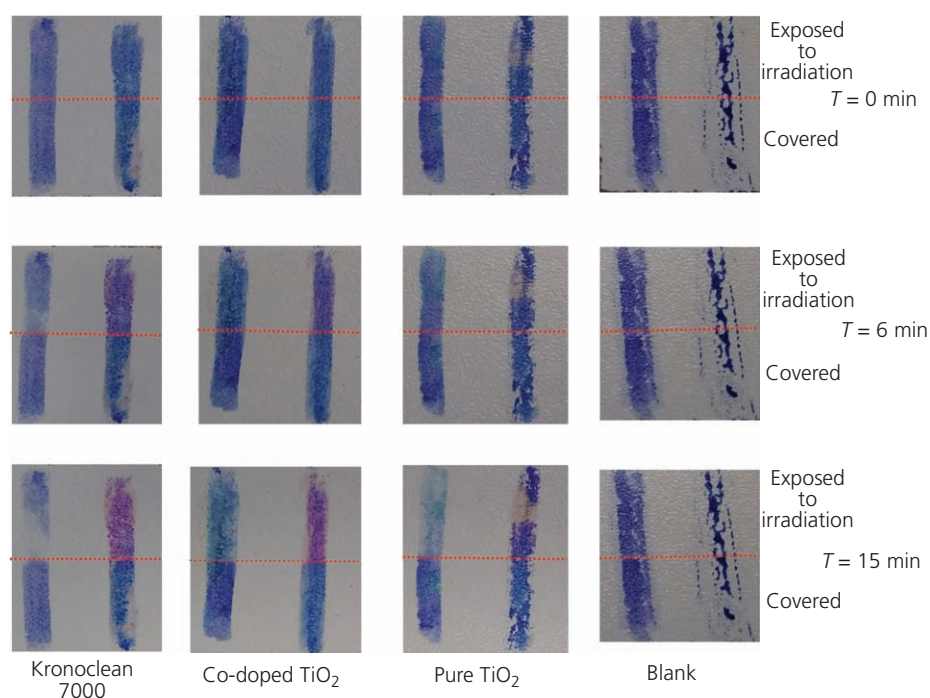 Exposed
to
irradiation
T = 0 min
Covered
Exposed
to
irradiation
T = 6 min
Covered
Exposed
to
irradiation
T = 15 min
Covered
Kronoclean
7000
Co-doped TiO₂
Pure TiO₂
Blank